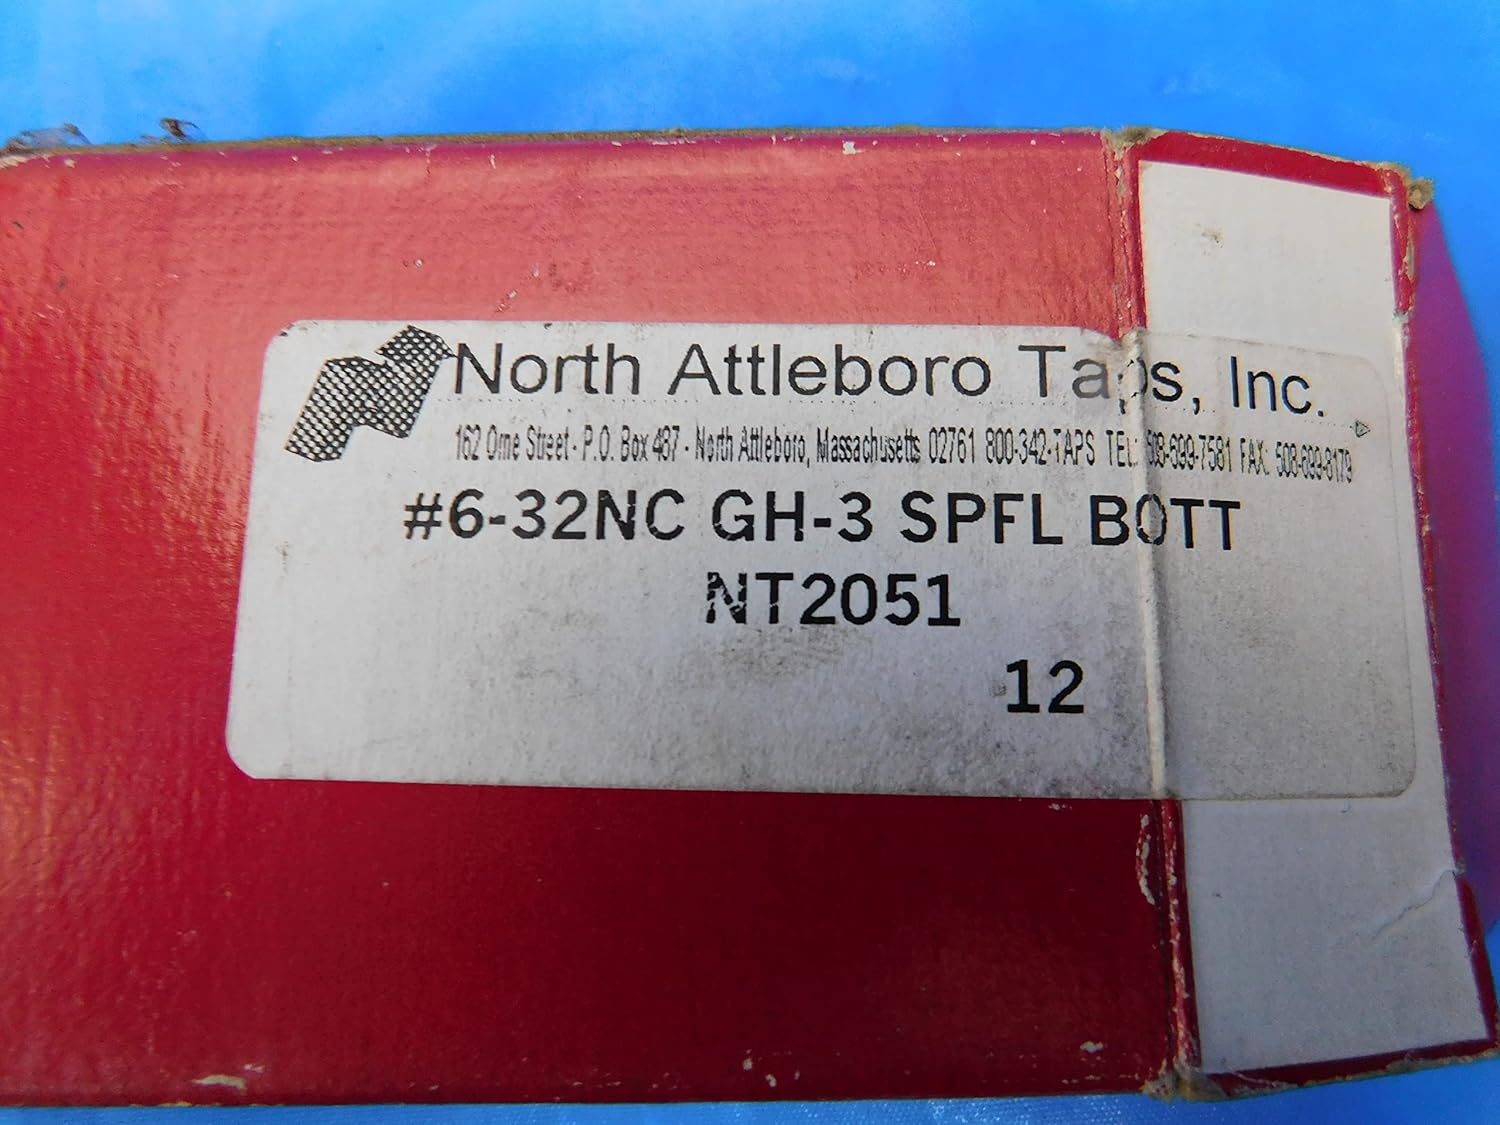 North Attleboro Taps, Inc.
162 Orne Street - P.O. Box 487 - North Attleboro, Massachusetts 02761 800-342-TAPS TEL: 508-699-7581 FAX: 508-699-8179
#6-32NC GH-3 SPFL BOTT
NT2051
12